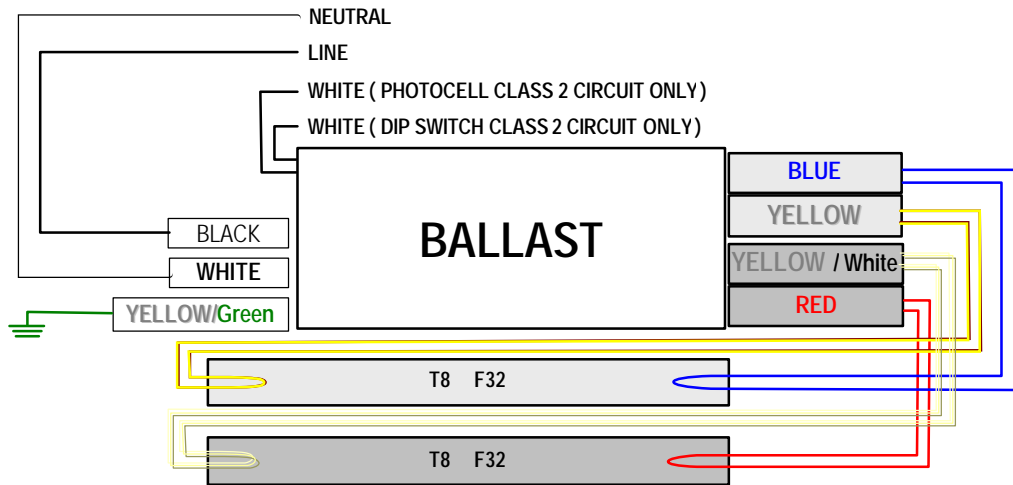 NEUTRAL
LINE
WHITE ( PHOTOCELL CLASS 2 CIRCUIT ONLY )
WHITE ( DIP SWITCH CLASS 2 CIRCUIT ONLY )
BLUE
YELLOW
BALLAST
BLACK
WHITE
YELLOW / White
YELLOW/Green
RED
T8 F32
T8 F32